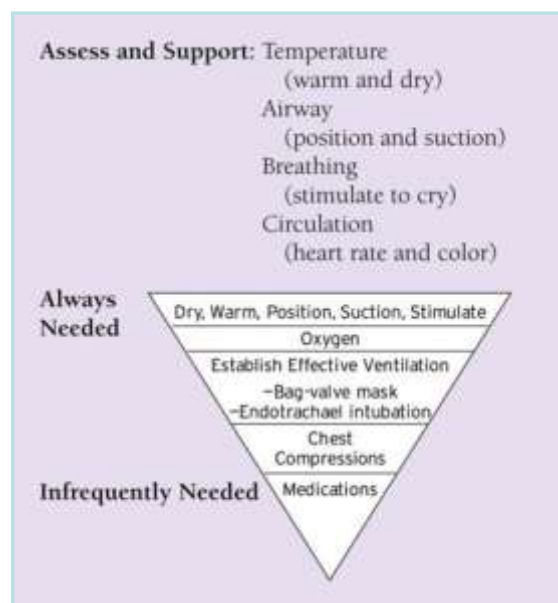 Assess and Support: Temperature
(warm and dry)
Airway
(position and suction)
Breathing
(stimulate to cry)
Circulation
(heart rate and color)
Always
Needed
Dry, Warm, Position, Suction, Stimulate
Oxygen
Establish Effective Ventilation
-Bag-valve mask
-Endotrachael intubation
Chest
Compressions
Infrequently Needed
Medications